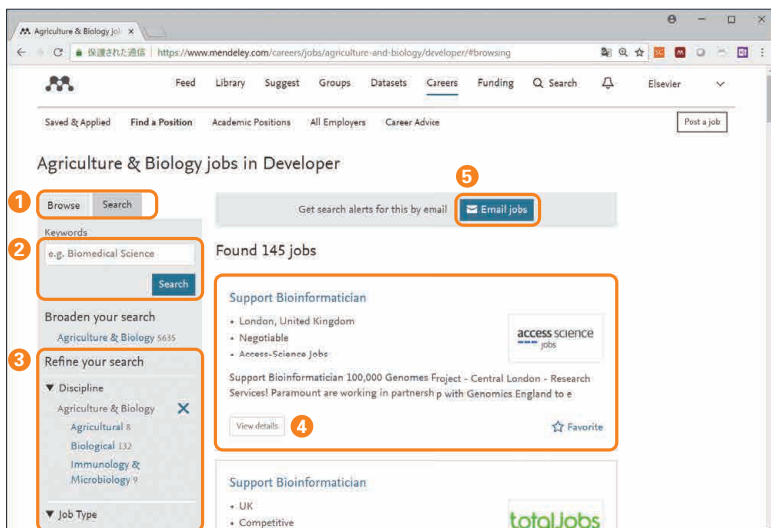 Agriculture & Biology jol
保護された通信 https://www.mendeley.com/careers/jobs/agriculture-and-biology/developer/#browsing
Feed Library Suggest Groups Datasets Careers Funding Search Elsevier
Saved & Applied Find a Position Academic Positions All Employers Career Advice Post a job
Agriculture & Biology jobs in Developer
5
1 Browse Search
Get search alerts for this by email Email jobs
Keywords
2 e.g. Biomedical Science
Search
Found 145 jobs
Broaden your search
Agriculture & Biology 5635
3 Refine your search
▼ Discipline
Agriculture & Biology X
Agricultural 8
Biological 132
Immunology &
Microbiology 9
▼ Job Type
Support Bioinformatician
• London, United Kingdom
• Negotiable
• Access-Science Jobs
access science
jobs
Support Bioinformatician 100,000 Genomes Project - Central London - Research
Services! Paramount are working in partnersh p with Genomics England to e
View details 4 Favorite
Support Bioinformatician
• UK
• Competitive
totaljobs